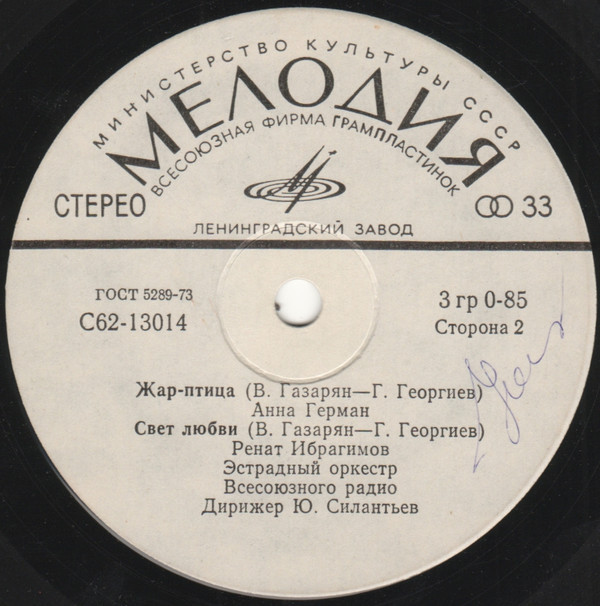 МИНИСТЕРСТВО КУЛЬТУРЫ СССР
МЕЛОДИЯ
ВСЕСОЮЗНАЯ ФИРМА ГРАМПЛАСТИНОК
СТЕРЕО
33
ЛЕНИНГРАДСКИЙ ЗАВОД
ГОСТ 5289-73
С62-13014
3 гр 0-85
Сторона 2
Жар-птица (В. Газарян—Г. Георгиев)
Анна Герман
Свет любви (В. Газарян—Г. Георгиев)
Ренат Ибрагимов
Эстрадный оркестр
Всесоюзного радио
Дирижер Ю. Силантьев